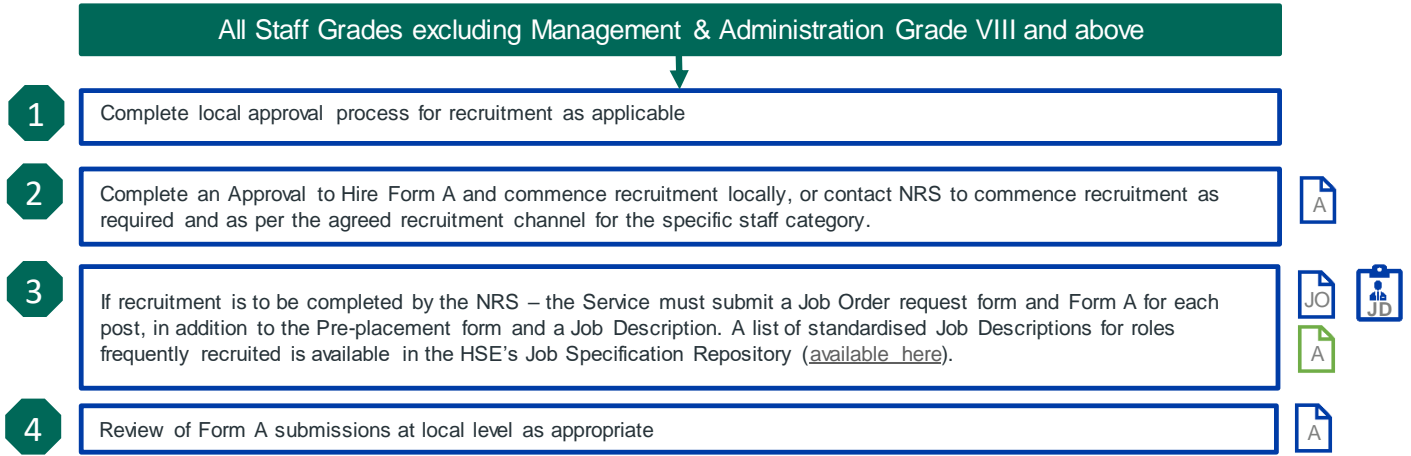 All Staff Grades excluding Management & Administration Grade VIII and above
1
Complete local approval process for recruitment as applicable
2
Complete an Approval to Hire Form A and commence recruitment locally, or contact NRS to commence recruitment as
required and as per the agreed recruitment channel for the specific staff category.
A
3
If recruitment is to be completed by the NRS – the Service must submit a Job Order request form and Form A for each
post, in addition to the Pre-placement form and a Job Description. A list of standardised Job Descriptions for roles
frequently recruited is available in the HSE's Job Specification Repository (available here).
JO
JD
A
4
Review of Form A submissions at local level as appropriate
A